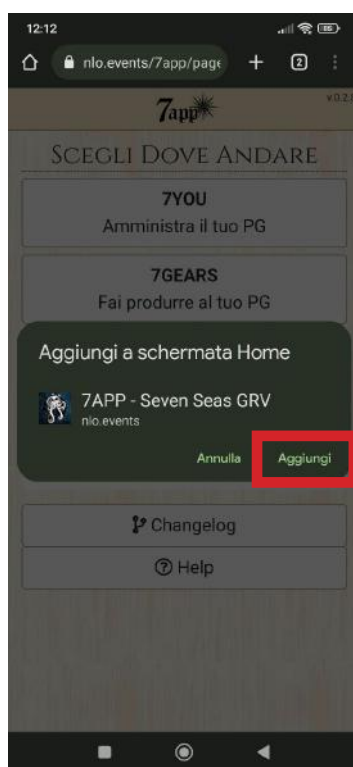 12:12
85
nlo.events/7app/page
2
7app
v.0.2.
Scegli Dove Andare
7YOU
Amministra il tuo PG
7GEARS
Fai produrre al tuo PG
Aggiungi a schermata Home
7APP - Seven Seas GRV
nlo.events
Annulla Aggiungi
Changelog
Help